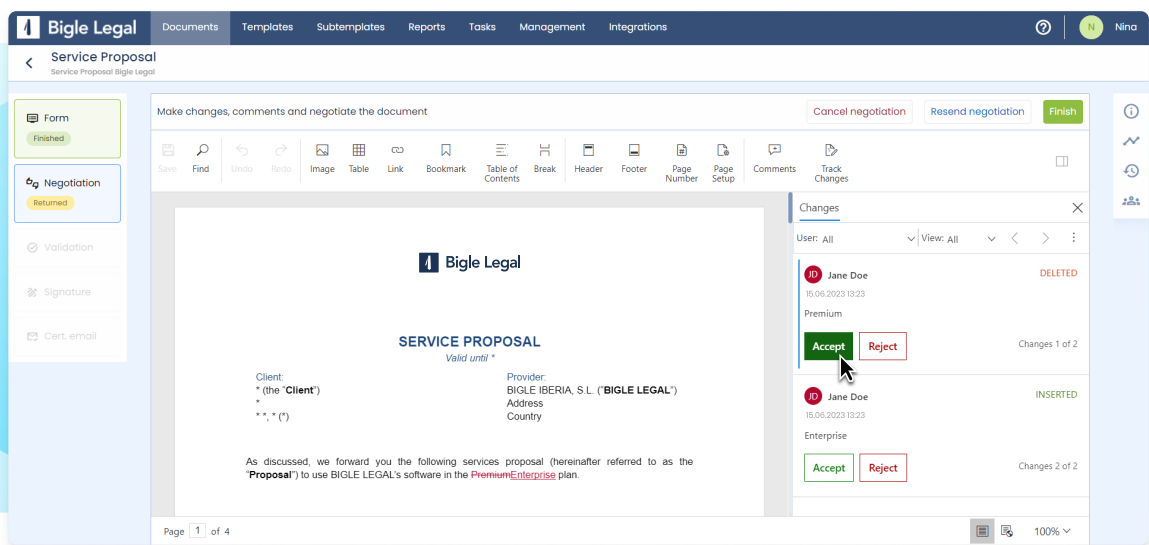 Bigle Legal Documents Templates Subtemplates Reports Tasks Management Integrations N Nina
Service Proposal
Service Proposal Bigle Legal
Form
Finished
Negotiation
Returned
Validation
Signature
Cert. email
Make changes, comments and negotiate the document
Cancel negotiation Resend negotiation Finish
Save Find Undo Redo Image Table Link Bookmark Table of Contents Break Header Footer Page Number Page Setup Comments Track Changes
Bigle Legal
SERVICE PROPOSAL
Valid until *
Client:
* (the "Client")
*
* *, * (*)
Provider:
BIGLE IBERIA, S.L. ("BIGLE LEGAL")
Address
Country
As discussed, we forward you the following services proposal (hereinafter referred to as the
"Proposal") to use BIGLE LEGAL's software in the PremiumEnterprise plan.
Changes
User: All View: All
JD Jane Doe DELETED
15.06.2023 13:23
Premium
Accept Reject Changes 1 of 2
JD Jane Doe INSERTED
15.06.2023 13:23
Enterprise
Accept Reject Changes 2 of 2
Page 1 of 4 100%